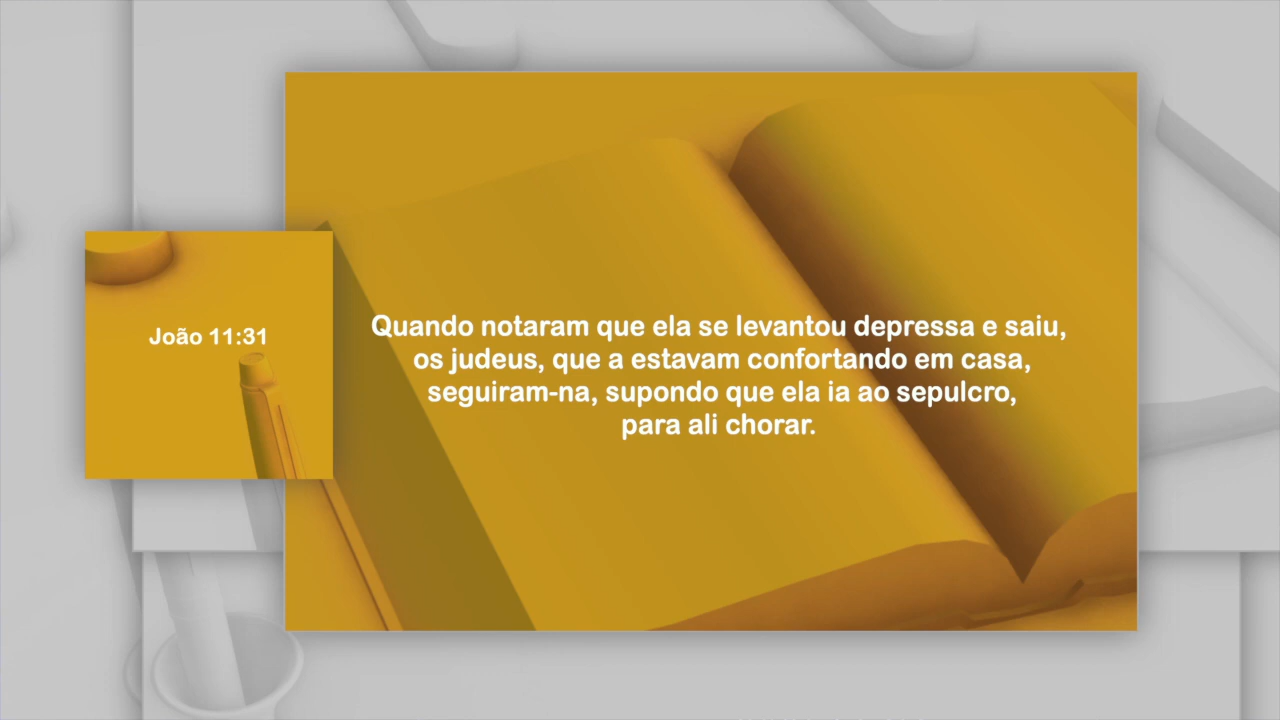 João 11:31
Quando notaram que ela se levantou depressa e saiu,
os judeus, que a estavam confortando em casa,
seguiram-na, supondo que ela ia ao sepulcro,
para ali chorar.